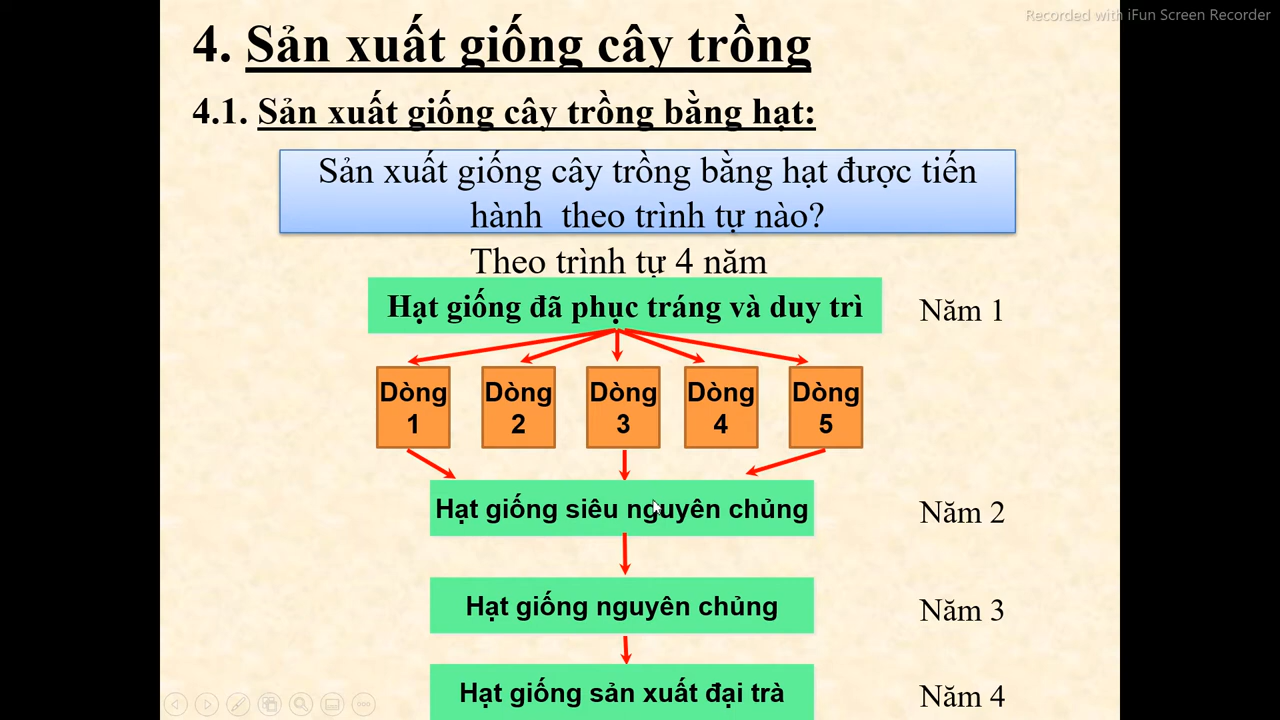 Recorded with iFun Screen Recorder
4. Sản xuất giống cây trồng
4.1. Sản xuất giống cây trồng bằng hạt:
Sản xuất giống cây trồng bằng hạt được tiến
hành theo trình tự nào?
Theo trình tự 4 năm
Hạt giống đã phục tráng và duy trì
Năm 1
Dòng 1
Dòng 2
Dòng 3
Dòng 4
Dòng 5
Hạt giống siêu nguyên chủng
Năm 2
Hạt giống nguyên chủng
Năm 3
Hạt giống sản xuất đại trà
Năm 4